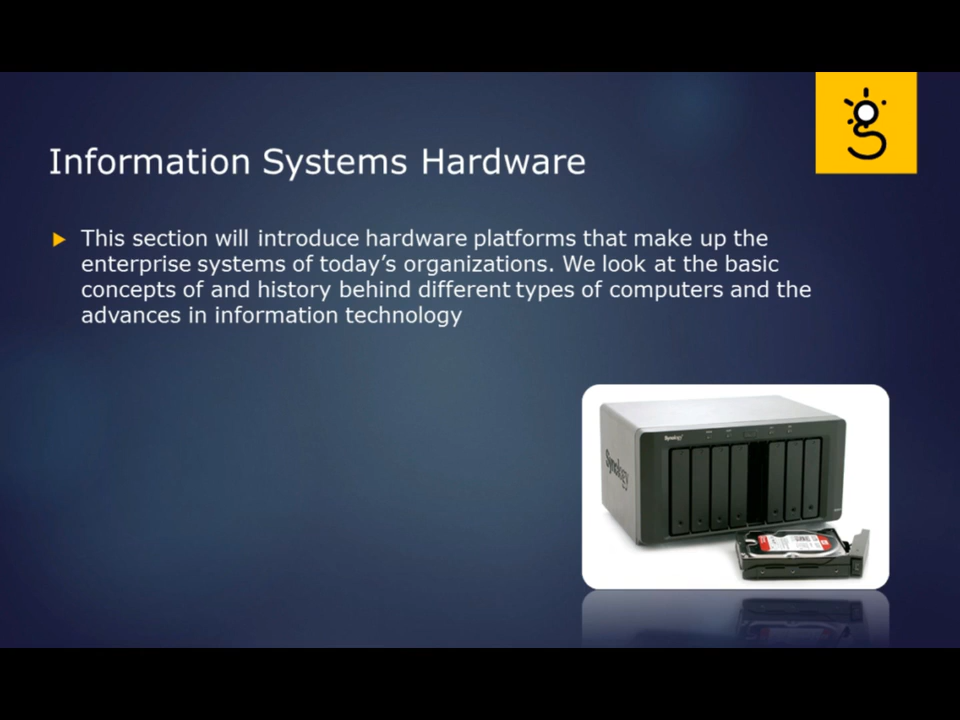 Information Systems Hardware
This section will introduce hardware platforms that make up the
enterprise systems of today's organizations. We look at the basic
concepts of and history behind different types of computers and the
advances in information technology
Synology
Synology